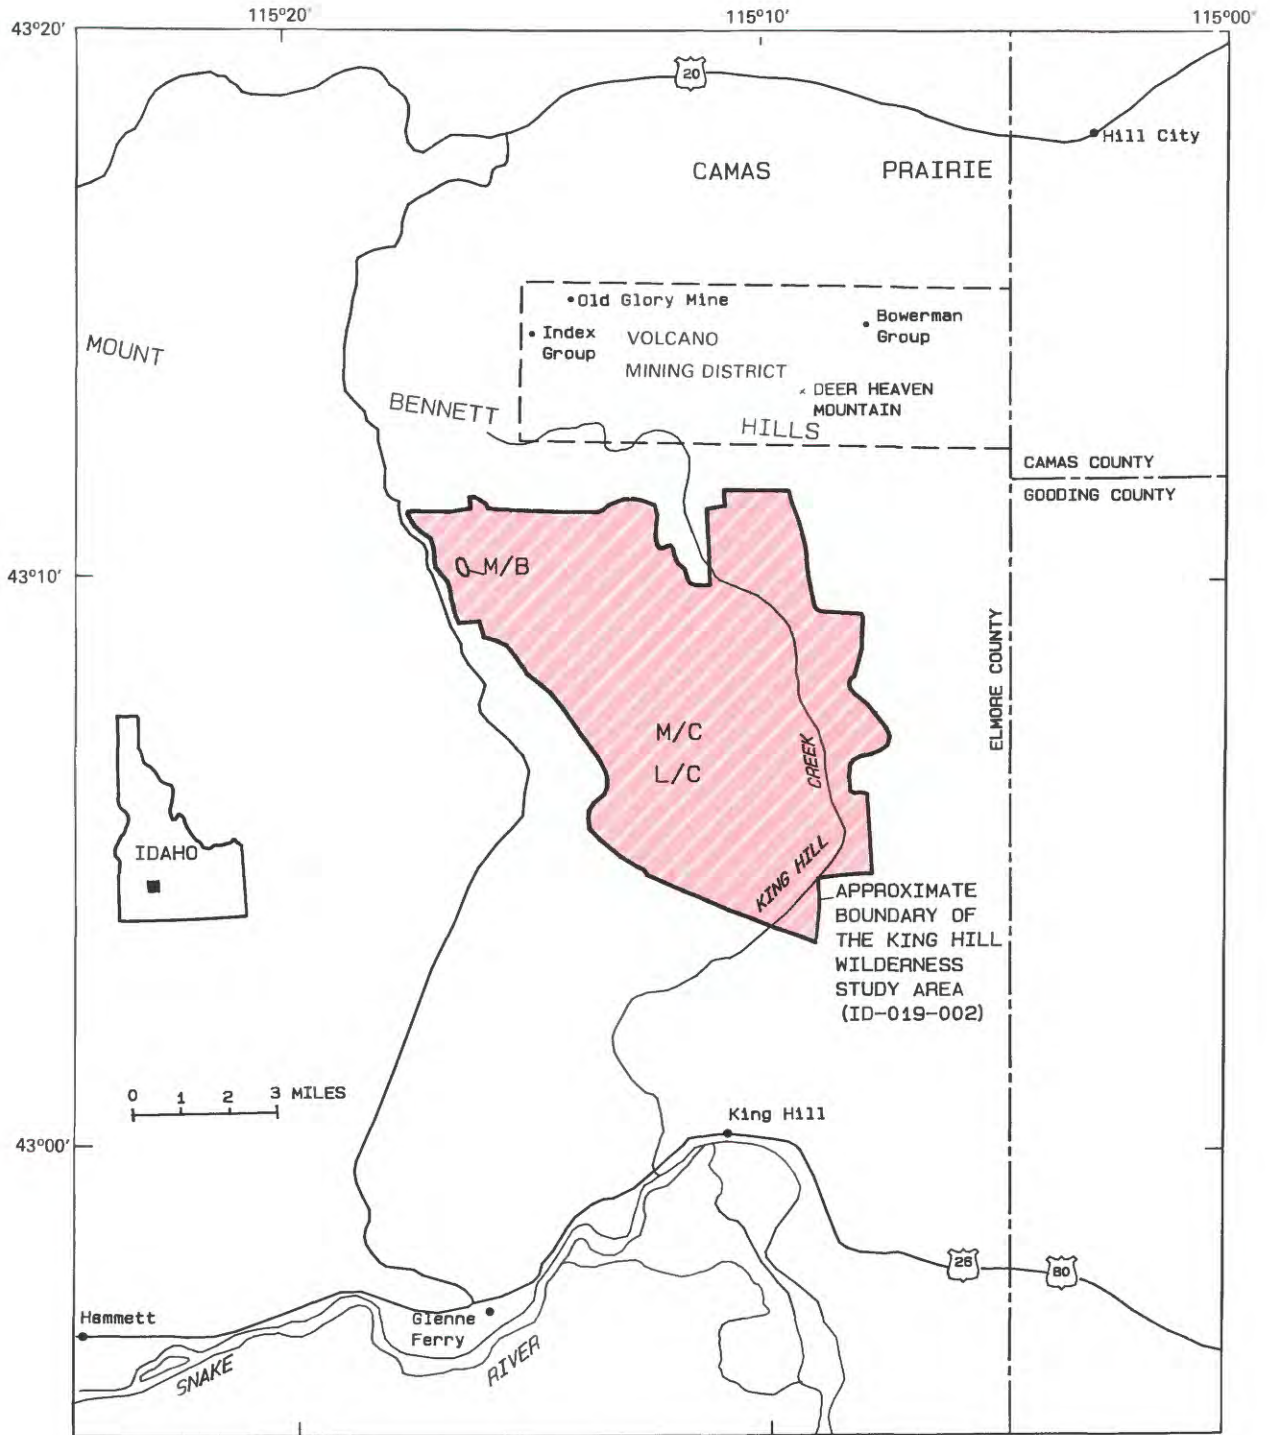 115°20' 115°10' 115°00'
43°20'
20
Hill City
CAMAS PRAIRIE
Old Glory Mine
Index
Group
VOLCANO
MINING DISTRICT
Bowerman
Group
DEER HEAVEN
MOUNTAIN
MOUNT
BENNETT
HILLS
CAMAS COUNTY
GOODING COUNTY
43°10'
M/B
ELMORE COUNTY
M/C
L/C
CREEK
KING HILL
IDAHO
APPROXIMATE
BOUNDARY OF
THE KING HILL
WILDERNESS
STUDY AREA
(ID-019-002)
0 1 2 3 MILES
King Hill
43°00'
26
80
Hammett
Glenne
Ferry
SNAKE
RIVER